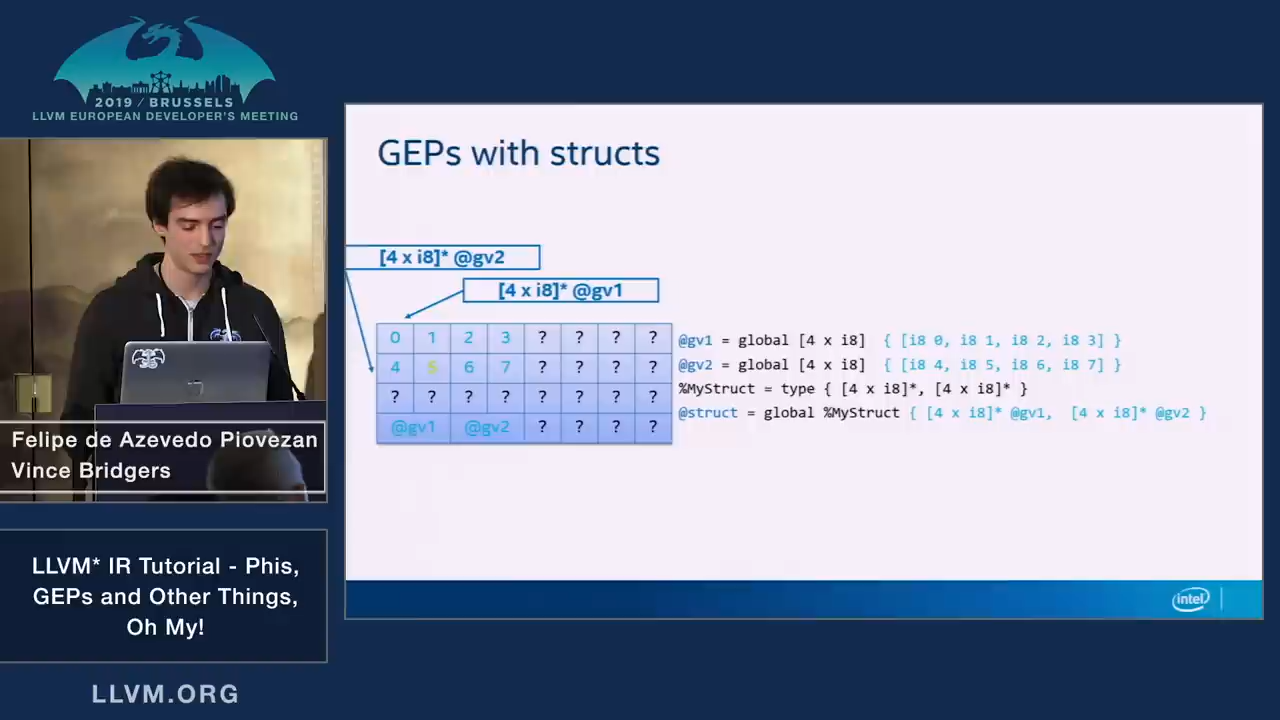 2019 / BRUSSELS
LLVM EUROPEAN DEVELOPER'S MEETING
Felipe de Azevedo Piovezan
Vince Bridgers
LLVM* IR Tutorial - Phis,
GEPs and Other Things,
Oh My!
LLVM.ORG
GEPs with structs
[4 x i8]* @gv2
[4 x i8]* @gv1
0 1 2 3 ? ? ? ?
4 5 6 7 ? ? ? ?
? ? ? ? ? ? ? ?
@gv1 @gv2 ? ? ? ?
@gv1 = global [4 x i8] { [i8 0, i8 1, i8 2, i8 3] }
@gv2 = global [4 x i8] { [i8 4, i8 5, i8 6, i8 7] }
%MyStruct = type { [4 x i8]*, [4 x i8]* }
@struct = global %MyStruct { [4 x i8]* @gv1, [4 x i8]* @gv2 }
intel